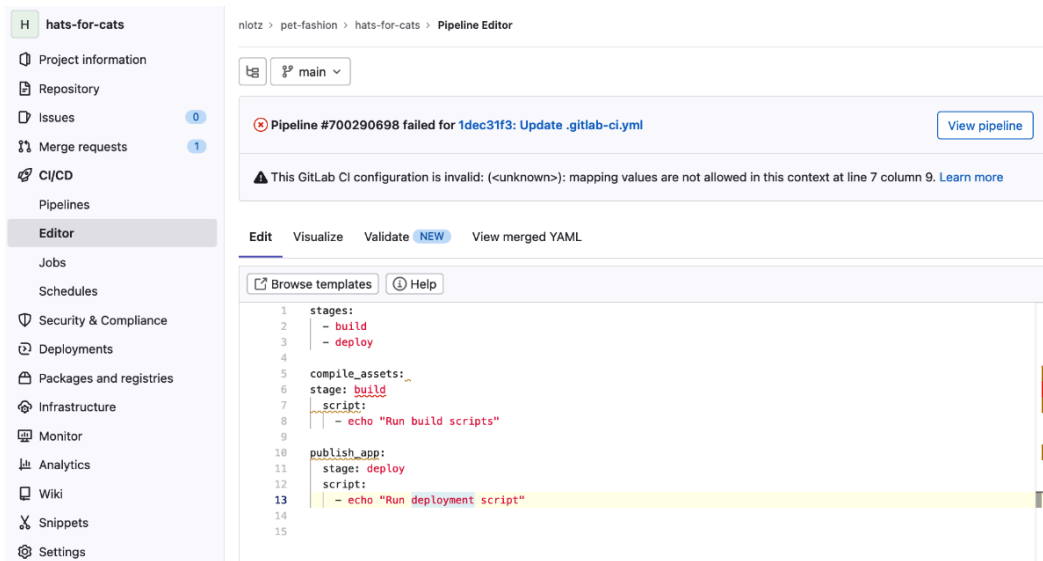 H hats-for-cats
Project information
Repository
Issues 0
Merge requests 1
CI/CD
Pipelines
Editor
Jobs
Schedules
Security & Compliance
Deployments
Packages and registries
Infrastructure
Monitor
Analytics
Wiki
Snippets
Settings
nlotz > pet-fashion > hats-for-cats > Pipeline Editor
main
Pipeline #700290698 failed for 1dec31f3: Update .gitlab-ci.yml
View pipeline
This GitLab CI configuration is invalid: (<unknown>): mapping values are not allowed in this context at line 7 column 9. Learn more
Edit Visualize Validate NEW View merged YAML
Browse templates Help
1 stages:
2   - build
3   - deploy
4
5 compile_assets:
6 stage: build
7   script:
8     - echo "Run build scripts"
9
10 publish_app:
11   stage: deploy
12   script:
13     - echo "Run deployment script"
14
15